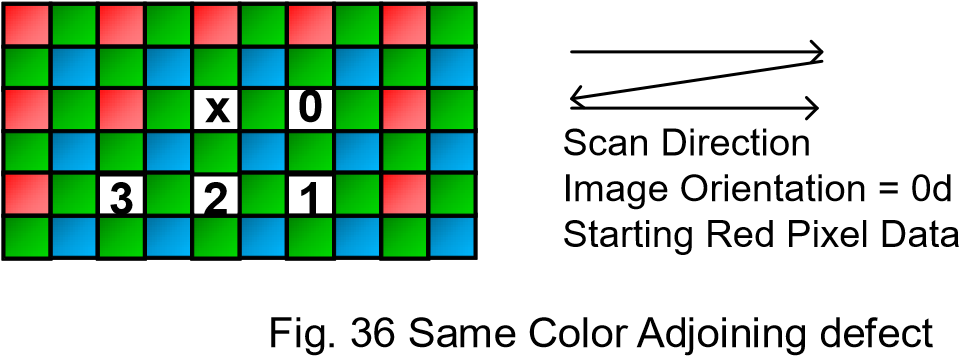 x 0
3 2 1
Scan Direction
Image Orientation = 0d
Starting Red Pixel Data
Fig. 36 Same Color Adjoining defect